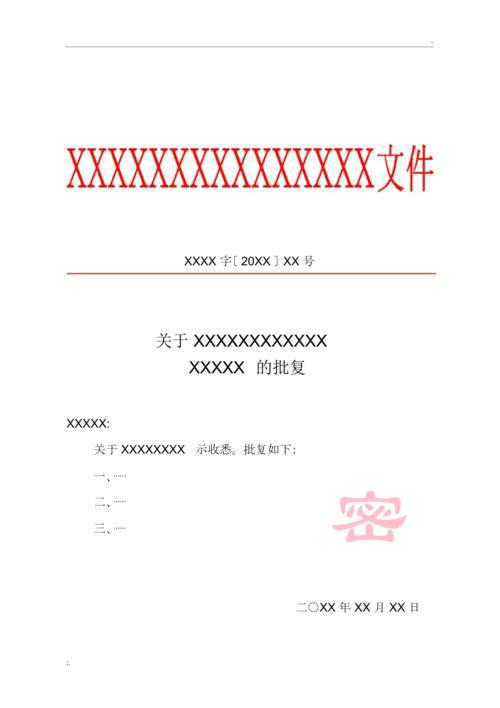 XXXXXXXXXXXXXXX文件
XXXX 字〔 20XX 〕 XX 号
关于 XXXXXXXXXXXX
XXXXX 的批复
XXXXX:
关于 XXXXXXXX 示收悉。批复如下:
一、……
二、……
三、……
密
二〇XX 年 XX 月 XX 日